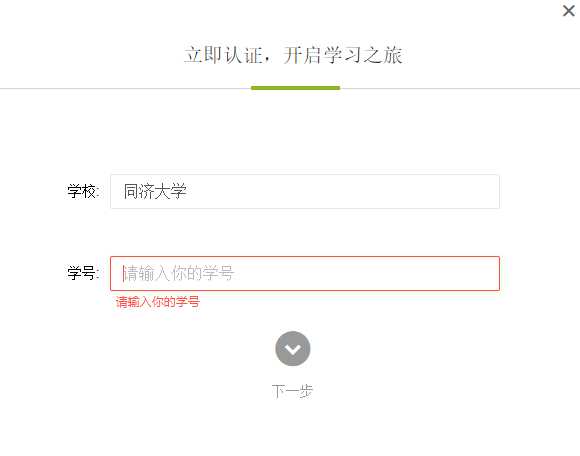 立即认证，开启学习之旅
学校: 同济大学
学号: 请输入你的学号
请输入你的学号
下一步